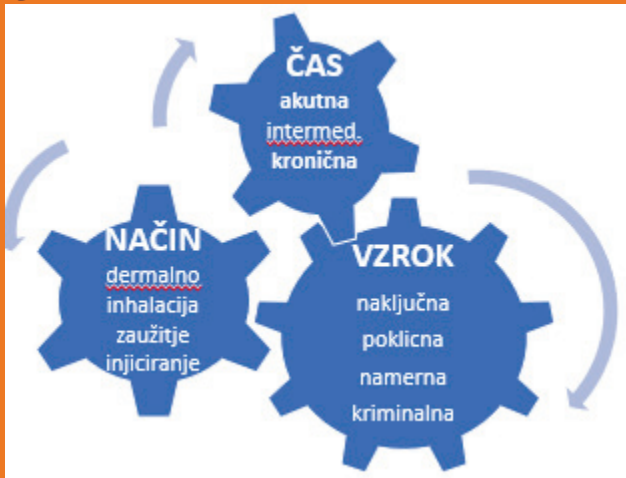 ČAS
akutna
intermed.
kronična
NAČIN
dermalno
inhalacija
zaužitje
injiciranje
VZROK
naključna
poklicna
namerna
kriminalna